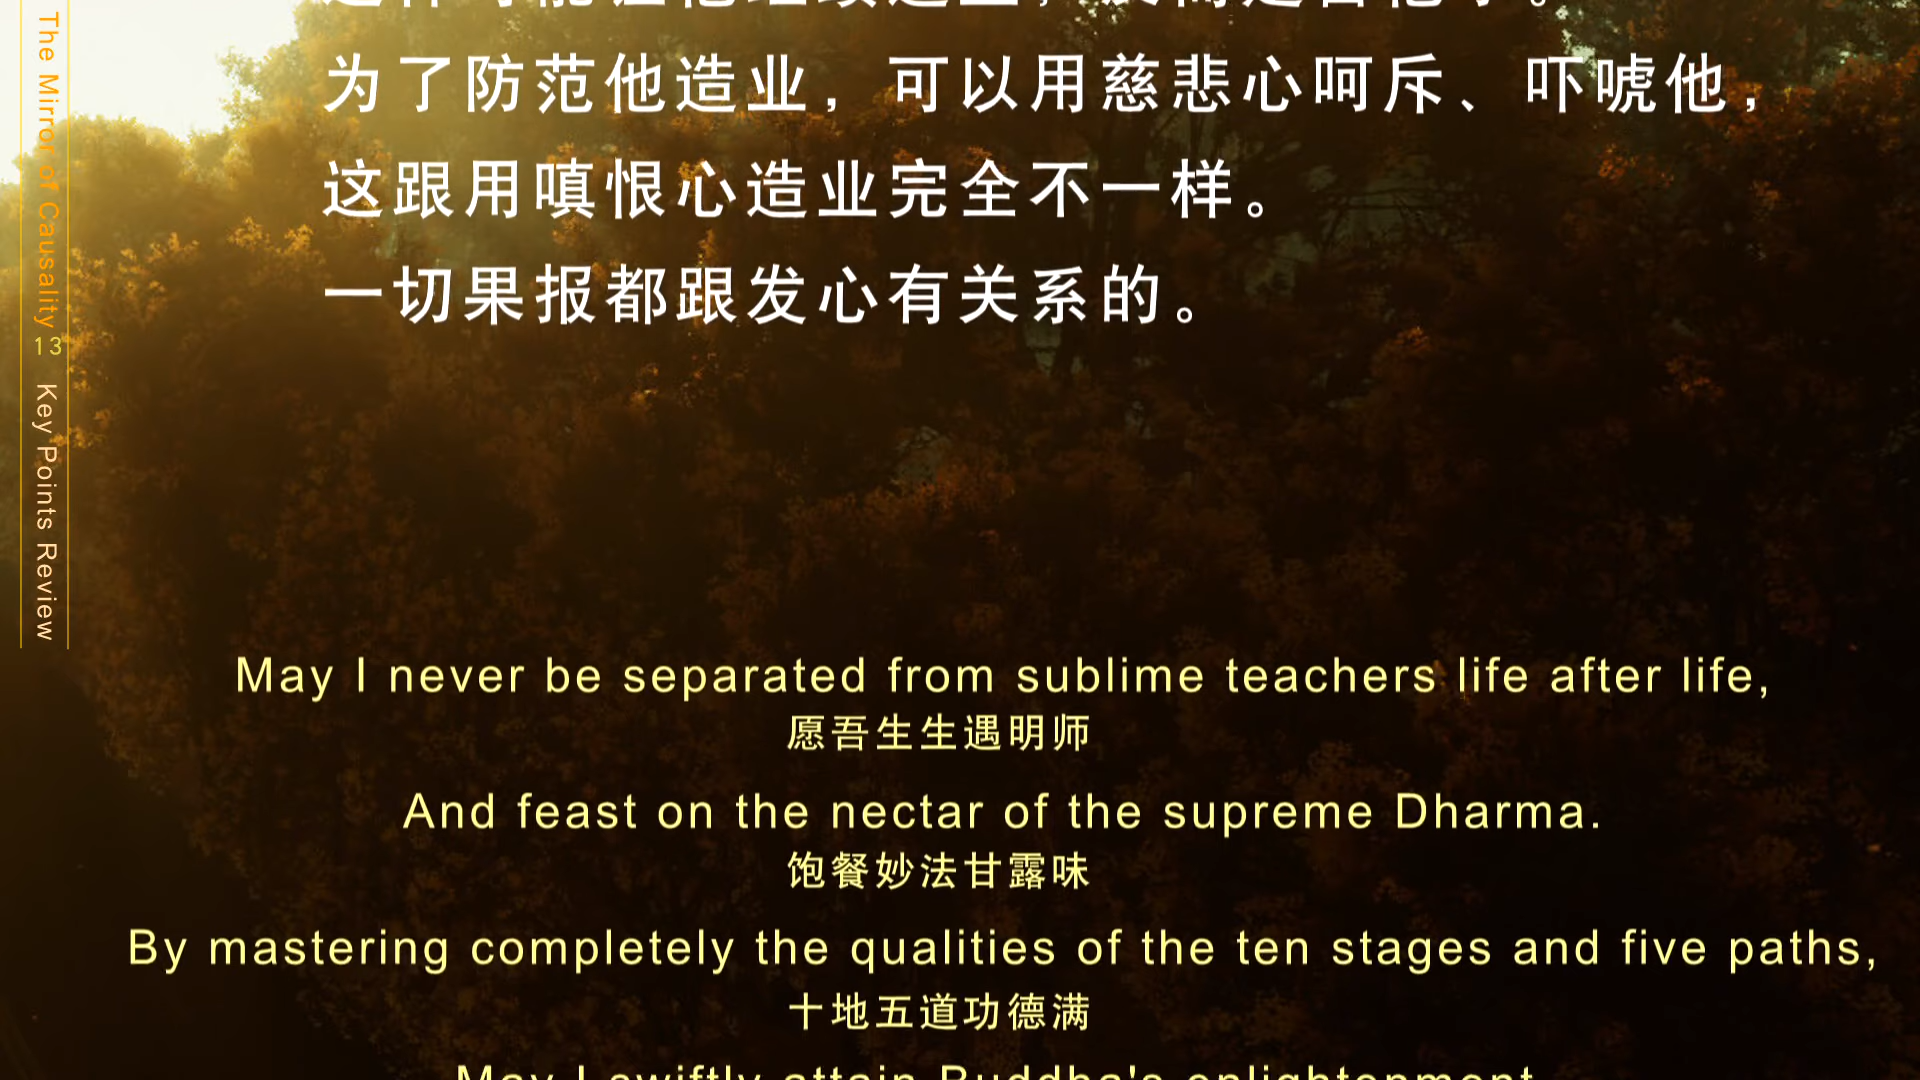 The Mirror of Causality 13 Key Points Review
为了防范他造业，可以用慈悲心呵斥、吓唬他，
这跟用嗔恨心造业完全不一样。
一切果报都跟发心有关系的。
May I never be separated from sublime teachers life after life,
愿吾生生遇明师
And feast on the nectar of the supreme Dharma.
饱餐妙法甘露味
By mastering completely the qualities of the ten stages and five paths,
十地五道功德满
May I swiftly attain Buddha's enlightenment